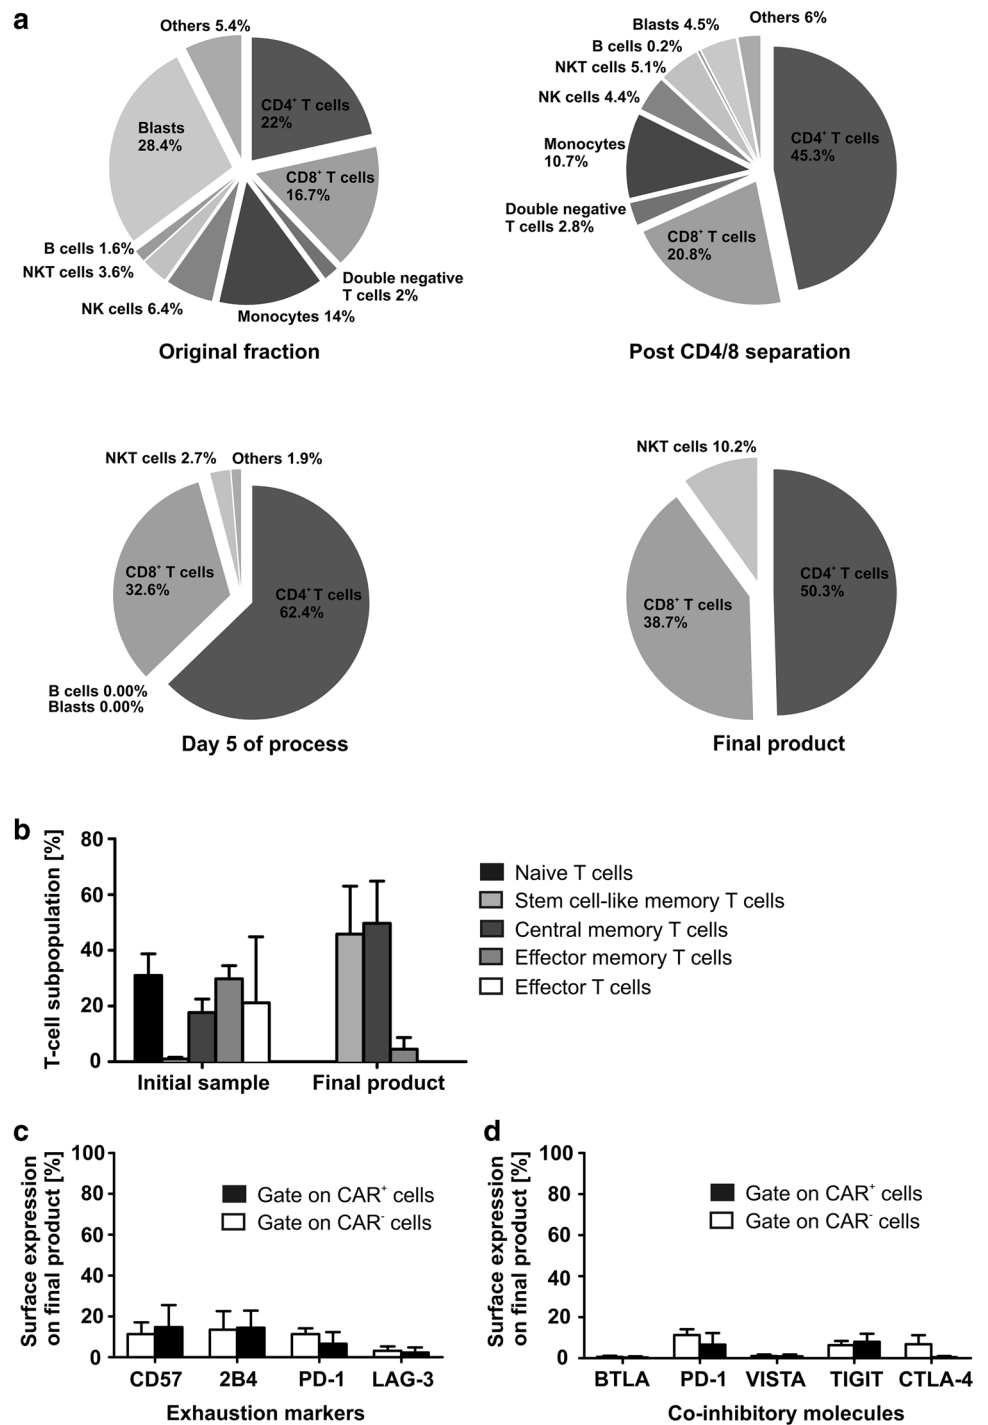 a
Others 5.4%
CD4+ T cells
22%
Blasts
28.4%
CD8+ T cells
16.7%
B cells 1.6%
NKT cells 3.6%
NK cells 6.4%
Monocytes 14%
Double negative
T cells 2%
Original fraction
Others 6%
Blasts 4.5%
B cells 0.2%
NKT cells 5.1%
NK cells 4.4%
Monocytes
10.7%
CD4+ T cells
45.3%
Double negative
T cells 2.8%
CD8+ T cells
20.8%
Post CD4/8 separation
NKT cells 2.7%
Others 1.9%
CD8+ T cells
32.6%
CD4+ T cells
62.4%
B cells 0.00%
Blasts 0.00%
Day 5 of process
NKT cells 10.2%
CD4+ T cells
50.3%
CD8+ T cells
38.7%
Final product
b
T-cell subpopulation [%]
80
60
40
20
0
Initial sample
Final product
Naive T cells
Stem cell-like memory T cells
Central memory T cells
Effector memory T cells
Effector T cells
c
Surface expression
on final product [%]
100
80
60
40
20
0
Gate on CAR+ cells
Gate on CAR- cells
CD57 2B4 PD-1 LAG-3
Exhaustion markers
d
Surface expression
on final product [%]
100
80
60
40
20
0
Gate on CAR+ cells
Gate on CAR- cells
BTLA PD-1 VISTA TIGIT CTLA-4
Co-inhibitory molecules